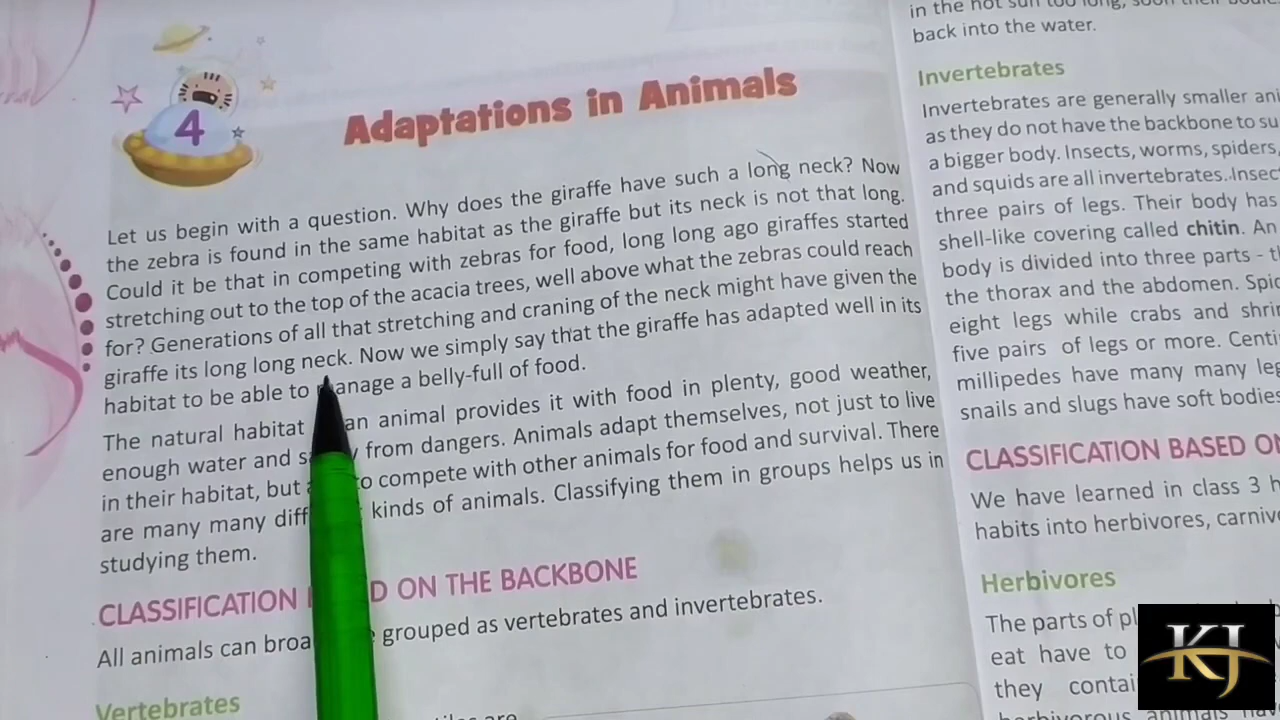 4
Adaptations in Animals
Let us begin with a question. Why does the giraffe have such a long neck? Now
the zebra is found in the same habitat as the giraffe but its neck is not that long.
Could it be that in competing with zebras for food, long long ago giraffes started
stretching out to the top of the acacia trees, well above what the zebras could reach
for? Generations of all that stretching and craning of the neck might have given the
giraffe its long long neck. Now we simply say that the giraffe has adapted well in its
habitat to be able to manage a belly-full of food.
The natural habitat an animal provides it with food in plenty, good weather,
enough water and from dangers. Animals adapt themselves, not just to live
in their habitat, but to compete with other animals for food and survival. There
are many many kinds of animals. Classifying them in groups helps us in
studying them.
CLASSIFICATION ON THE BACKBONE
All animals can grouped as vertebrates and invertebrates.
Vertebrates
in the hot sun too long, soon their
back into the water.
Invertebrates
Invertebrates are generally smaller
as they do not have the backbone to
a bigger body. Insects, worms, spiders,
and squids are all invertebrates. 
three pairs of legs. Their body has
shell-like covering called chitin. An
body is divided into three parts -
the thorax and the abdomen.
eight legs while crabs and
five pairs of legs or more.
millipedes have many many
snails and slugs have soft bodies
CLASSIFICATION BASED
We have learned in class 3
habits into herbivores,
Herbivores
The parts of
eat have to
they
herbivorous animals
KJ